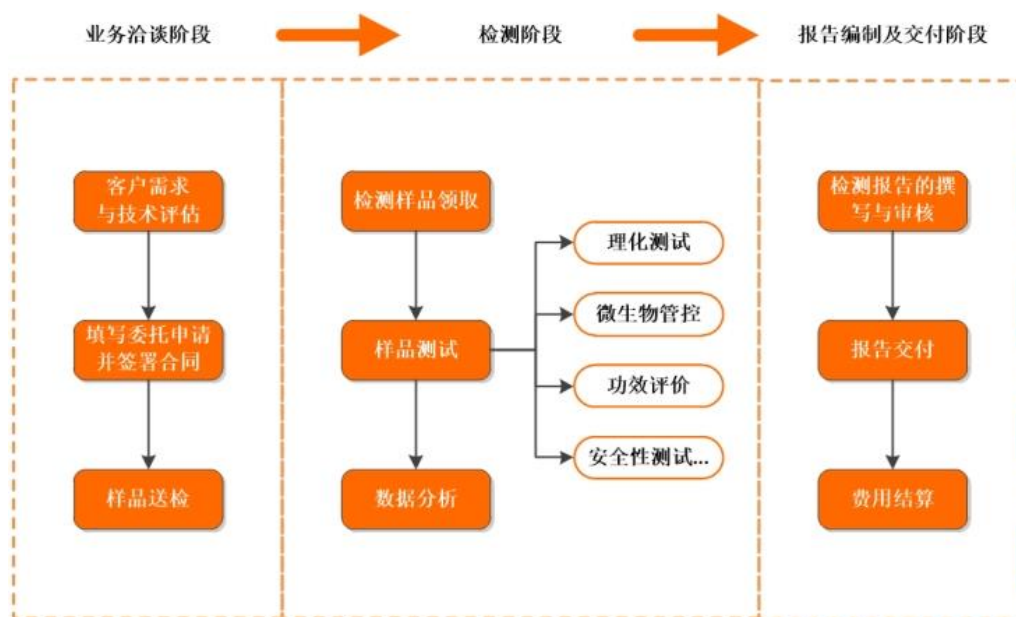 业务洽谈阶段
检测阶段
报告编制及交付阶段
客户需求
与技术评估
填写委托申请
并签署合同
样品送检
检测样品领取
样品测试
数据分析
理化测试
微生物管控
功效评价
安全性测试...
检测报告的撰
写与审核
报告交付
费用结算